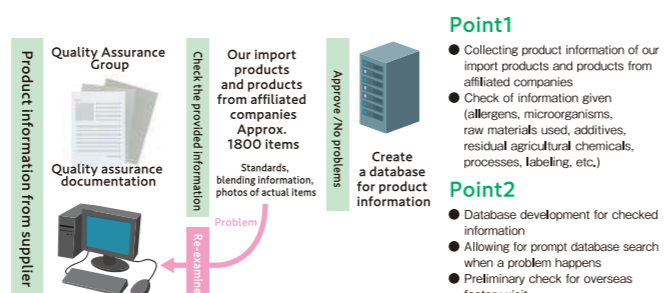 Product information from supplier
Quality Assurance
Group
Quality assurance
documentation
Check the provided information
Our import
products
and products
from affiliated
companies
Approx.
1800 items
Standards,
blending information,
photos of actual items
Problem
Re-examine
Approve /No problems
Create
a database
for product
information
Point1
● Collecting product information of our
import products and products from
affiliated companies
● Check of information given
(allergens, microorganisms,
raw materials used, additives,
residual agricultural chemicals,
processes, labeling, etc.)
Point2
● Database development for checked
information
● Allowing for prompt database search
when a problem happens
● Preliminary check for overseas
factory visit